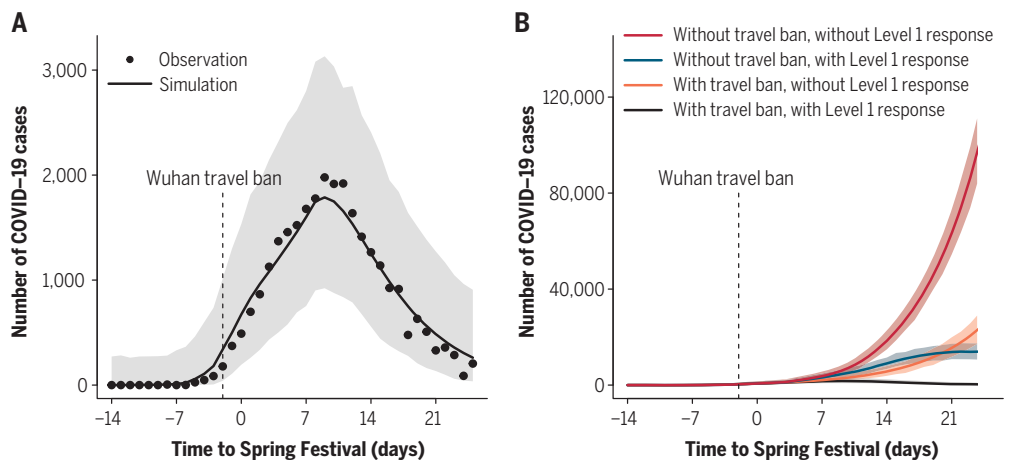 A
Number of COVID–19 cases
3,000
2,000
1,000
0
Observation
Simulation
Wuhan travel ban
–14 –7 0 7 14 21
Time to Spring Festival (days)
B
Number of COVID–19 cases
Without travel ban, without Level 1 response
Without travel ban, with Level 1 response
With travel ban, without Level 1 response
With travel ban, with Level 1 response
120,000
80,000
40,000
0
Wuhan travel ban
–14 –7 0 7 14 21
Time to Spring Festival (days)